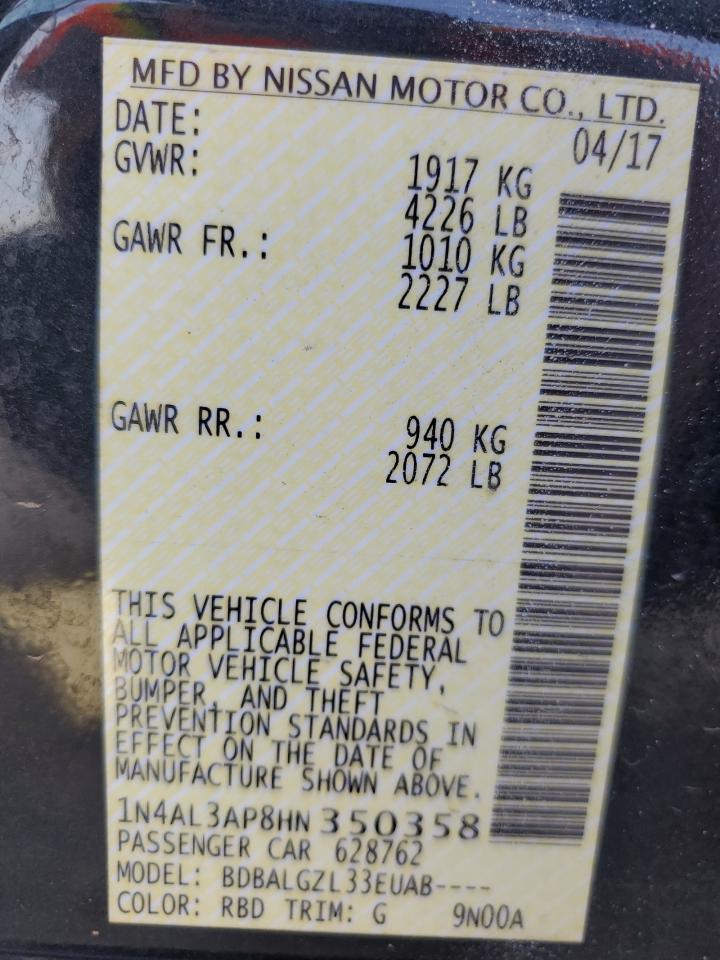 MFD BY NISSAN MOTOR CO., LTD.
DATE: 04/17
GVWR: 1917 KG
4226 LB
GAWR FR.: 1010 KG
2227 LB
GAWR RR.: 940 KG
2072 LB
THIS VEHICLE CONFORMS TO
ALL APPLICABLE FEDERAL
MOTOR VEHICLE SAFETY,
BUMPER, AND THEFT
PREVENTION STANDARDS IN
EFFECT ON THE DATE OF
MANUFACTURE SHOWN ABOVE.
1N4AL3AP8HN350358
PASSENGER CAR 628762
MODEL: BDBALGZL33EUAB----
COLOR: RBD TRIM: G 9N00A